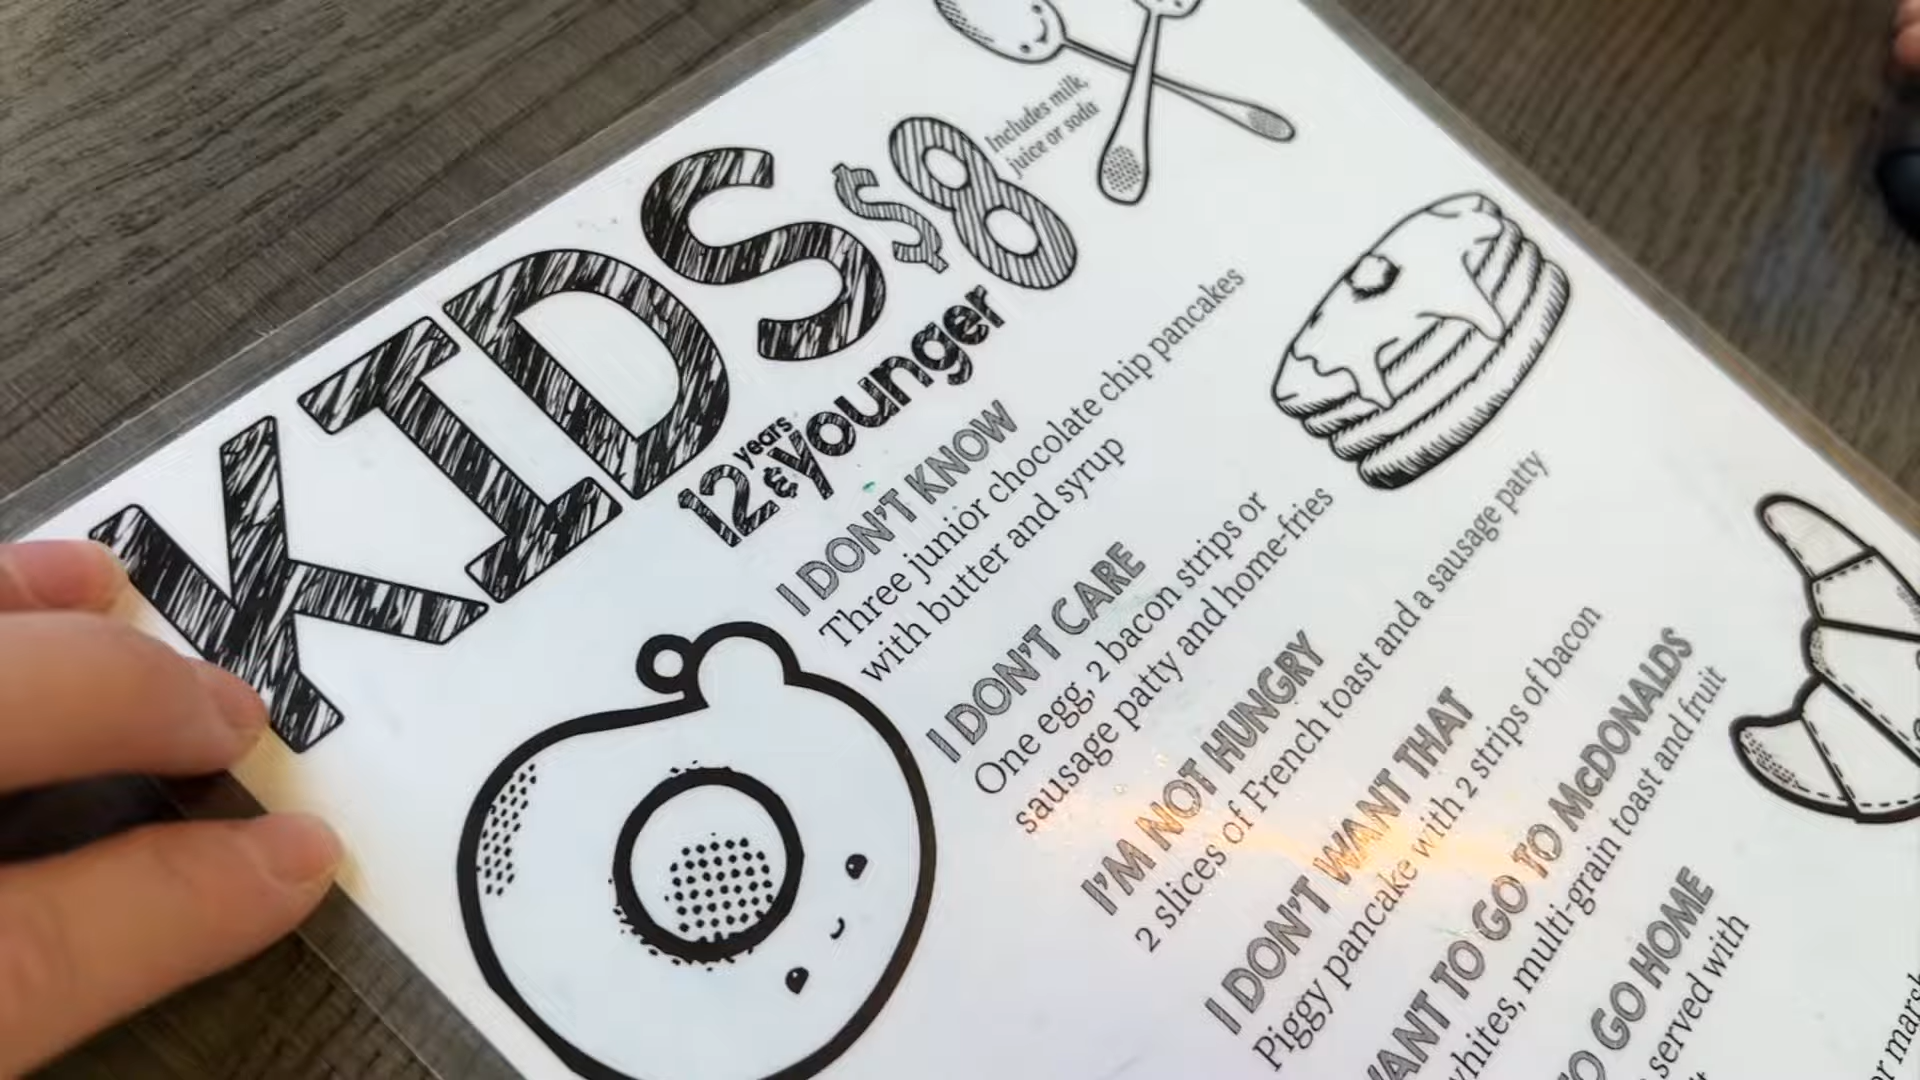 KIDS $8
Includes milk,
juice or soda
12 years & younger
I DON'T KNOW
Three junior chocolate chip pancakes
with butter and syrup
I DON'T CARE
One egg, 2 bacon strips or
sausage patty and home-fries
I'M NOT HUNGRY
2 slices of French toast and a sausage patty
I DON'T WANT THAT
Piggy pancake with 2 strips of bacon
WANT TO GO TO McDONALDS
whites, multi-grain toast and fruit
TO GO HOME
served with